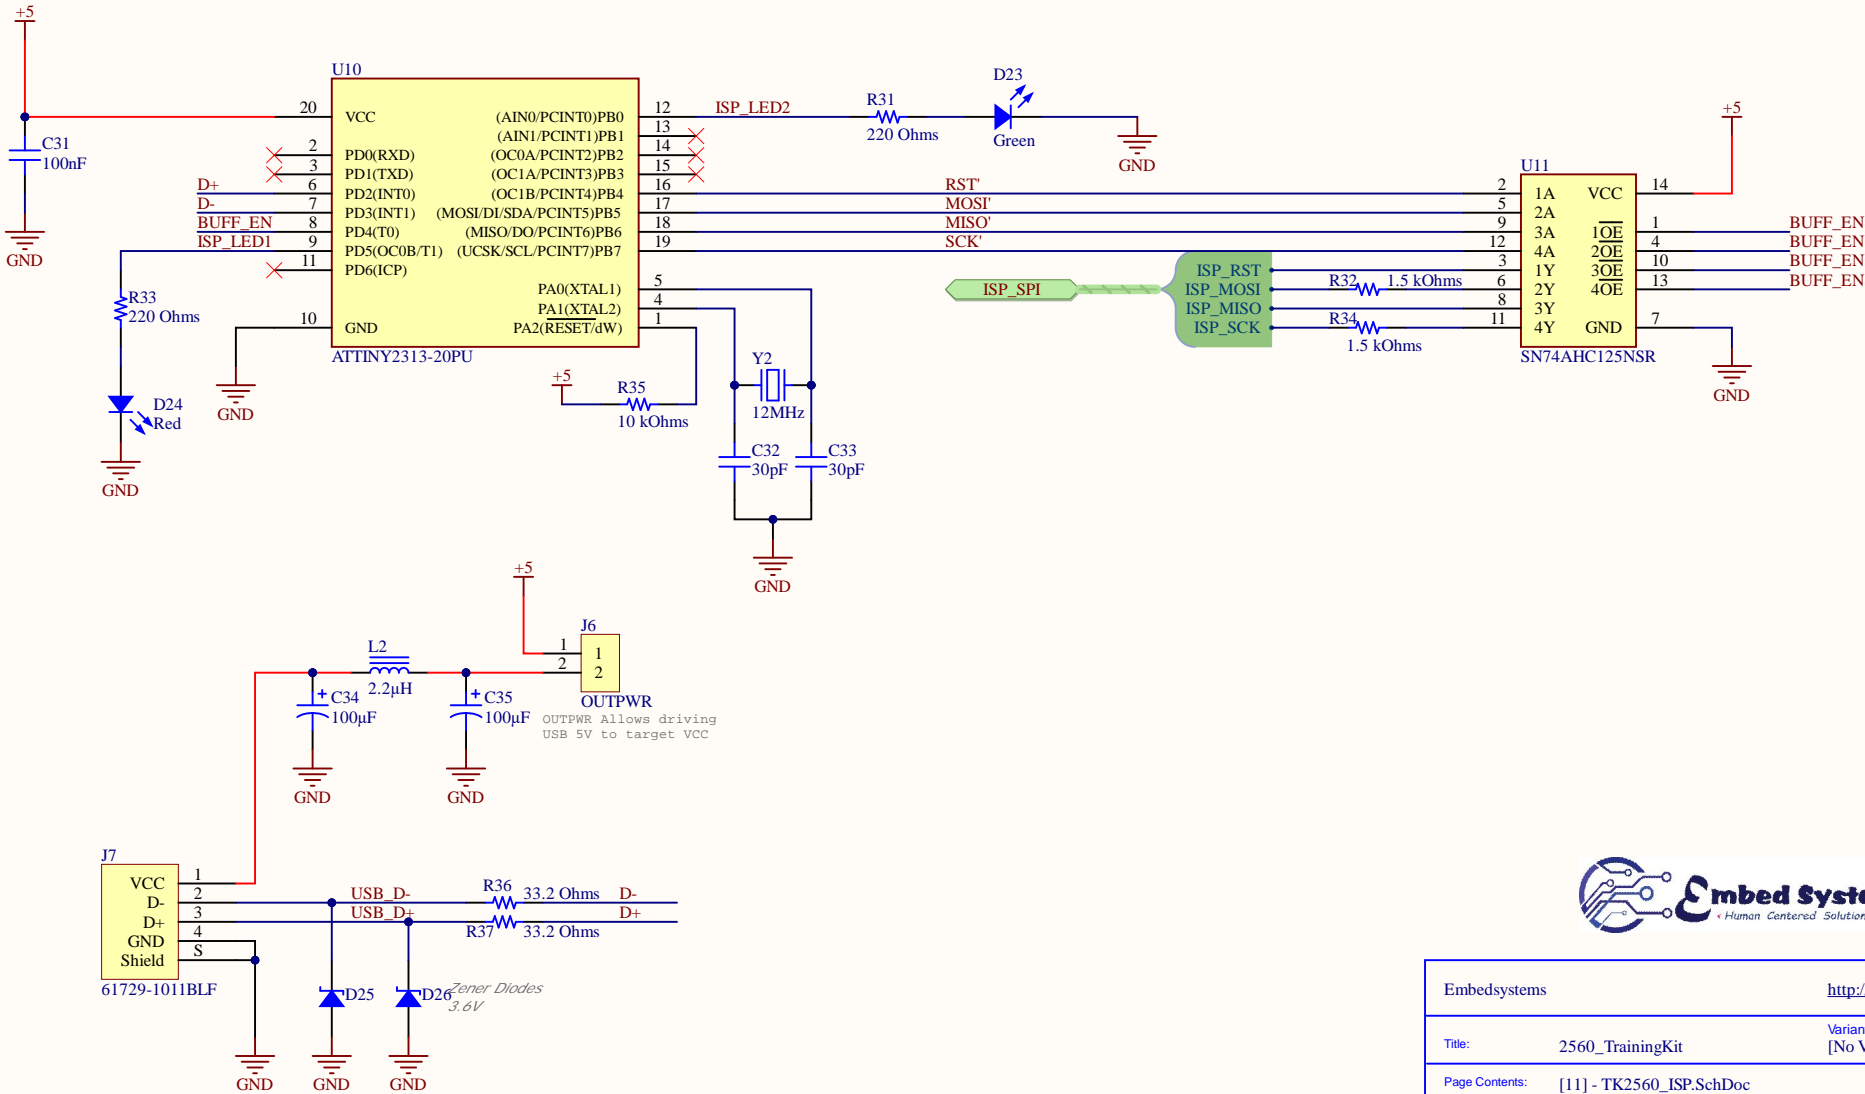 +5
C31
100nF
GND
U10
20
VCC
2
PD0(RXD)
3
PD1(TXD)
D+
6
PD2(INT0)
D-
7
PD3(INT1)
BUFF_EN
8
PD4(T0)
ISP_LED1
9
PD5(OC0B/T1)
11
PD6(ICP)
10
GND
(AIN0/PCINT0)PB0
12
(AIN1/PCINT1)PB1
13
(OC0A/PCINT2)PB2
14
(OC1A/PCINT3)PB3
15
(OC1B/PCINT4)PB4
16
(MOSI/DI/SDA/PCINT5)PB5
17
(MISO/DO/PCINT6)PB6
18
(UCSK/SCL/PCINT7)PB7
19
PA0(XTAL1)
5
PA1(XTAL2)
4
PA2(RESET/dW)
1
ATTINY2313-20PU
ISP_LED2
R31
220 Ohms
D23
Green
GND
RST'
MOSI'
MISO'
SCK'
R33
220 Ohms
D24
Red
GND
GND
+5
R35
10 kOhms
Y2
12MHz
C32
30pF
C33
30pF
GND
ISP_SPI
ISP_RST
ISP_MOSI
ISP_MISO
ISP_SCK
R32
1.5 kOhms
R34
1.5 kOhms
+5
U11
2
1A
5
2A
9
3A
12
4A
3
1Y
6
2Y
8
3Y
11
4Y
VCC
14
1OE
1
BUFF_EN
2OE
4
BUFF_EN
3OE
10
BUFF_EN
4OE
13
BUFF_EN
GND
7
SN74AHC125NSR
GND
+5
J6
1
1
2
2
OUTPWR
OUTPWR Allows driving
USB 5V to target VCC
L2
2.2µH
C34
100µF
C35
100µF
GND
GND
J7
VCC
1
D-
2
D+
3
GND
4
Shield
S
61729-1011BLF
USB_D-
USB_D+
R36
33.2 Ohms
D-
R37
33.2 Ohms
D+
D25
D26
Zener Diodes
3.6V
GND
GND
GND
Embed Syste
Human Centered Solution
Embedsystems
http:/
Title:
2560_TrainingKit
Varian
[No V
Page Contents:
[11] - TK2560_ISP.SchDoc